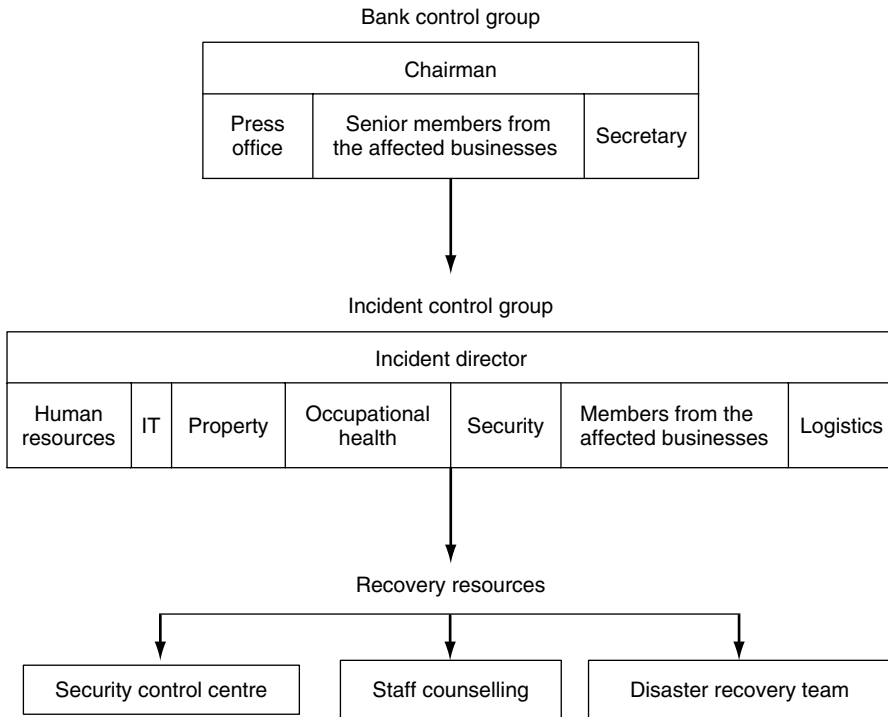 Bank control group
Chairman
Press
office
Senior members from
the affected businesses
Secretary
Incident control group
Incident director
Human
resources
IT
Property
Occupational
health
Security
Members from the
affected businesses
Logistics
Recovery resources
Security control centre
Staff counselling
Disaster recovery team